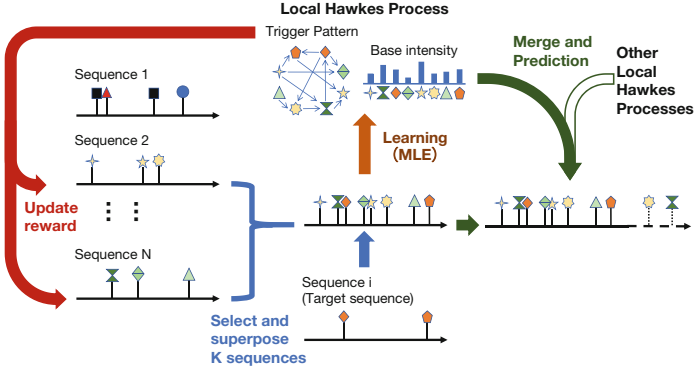 Local Hawkes Process
Trigger Pattern
Base intensity
Merge and
Prediction
Other
Local
Hawkes
Processes
Sequence 1
Learning
(MLE)
Sequence 2
Update
reward
Sequence N
Sequence i
(Target sequence)
Select and
superpose
K sequences